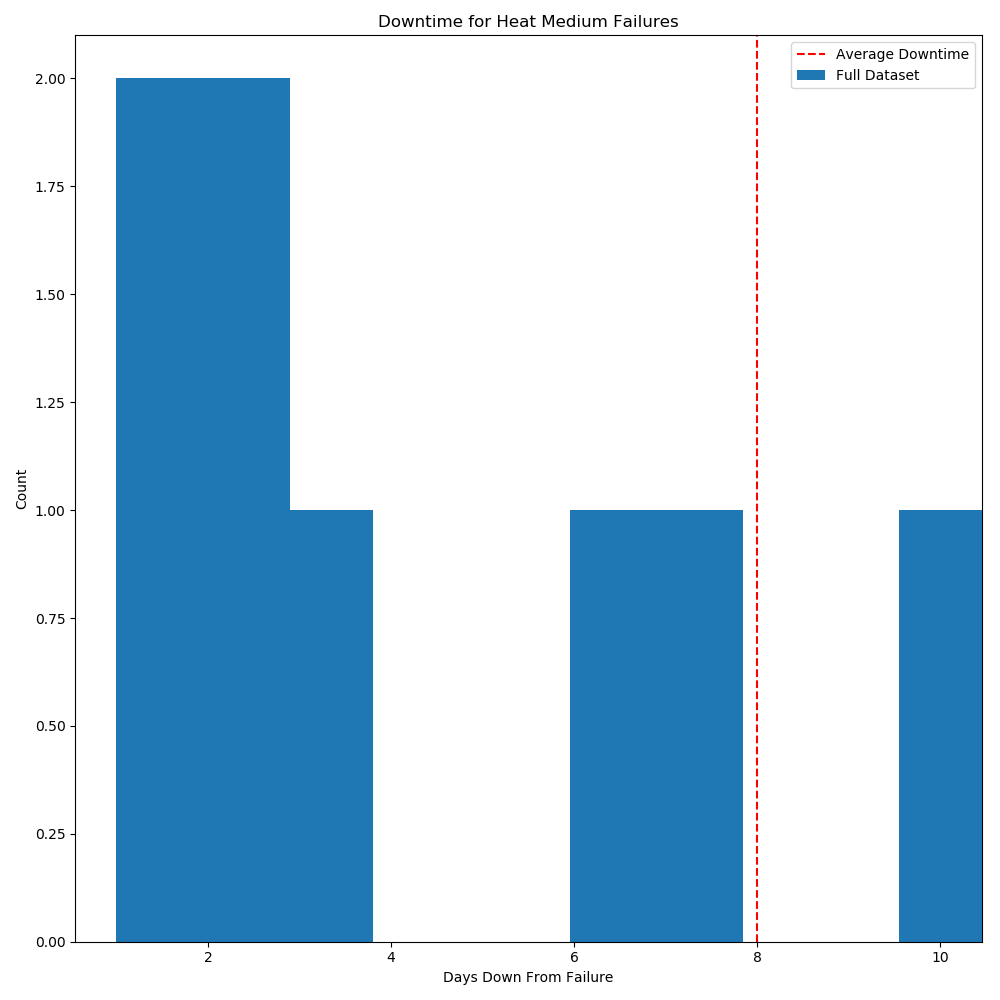 Downtime for Heat Medium Failures
Average Downtime
Full Dataset
2.00
1.75
1.50
1.25
1.00
0.75
0.50
0.25
0.00
Count
2 4 6 8 10
Days Down From Failure